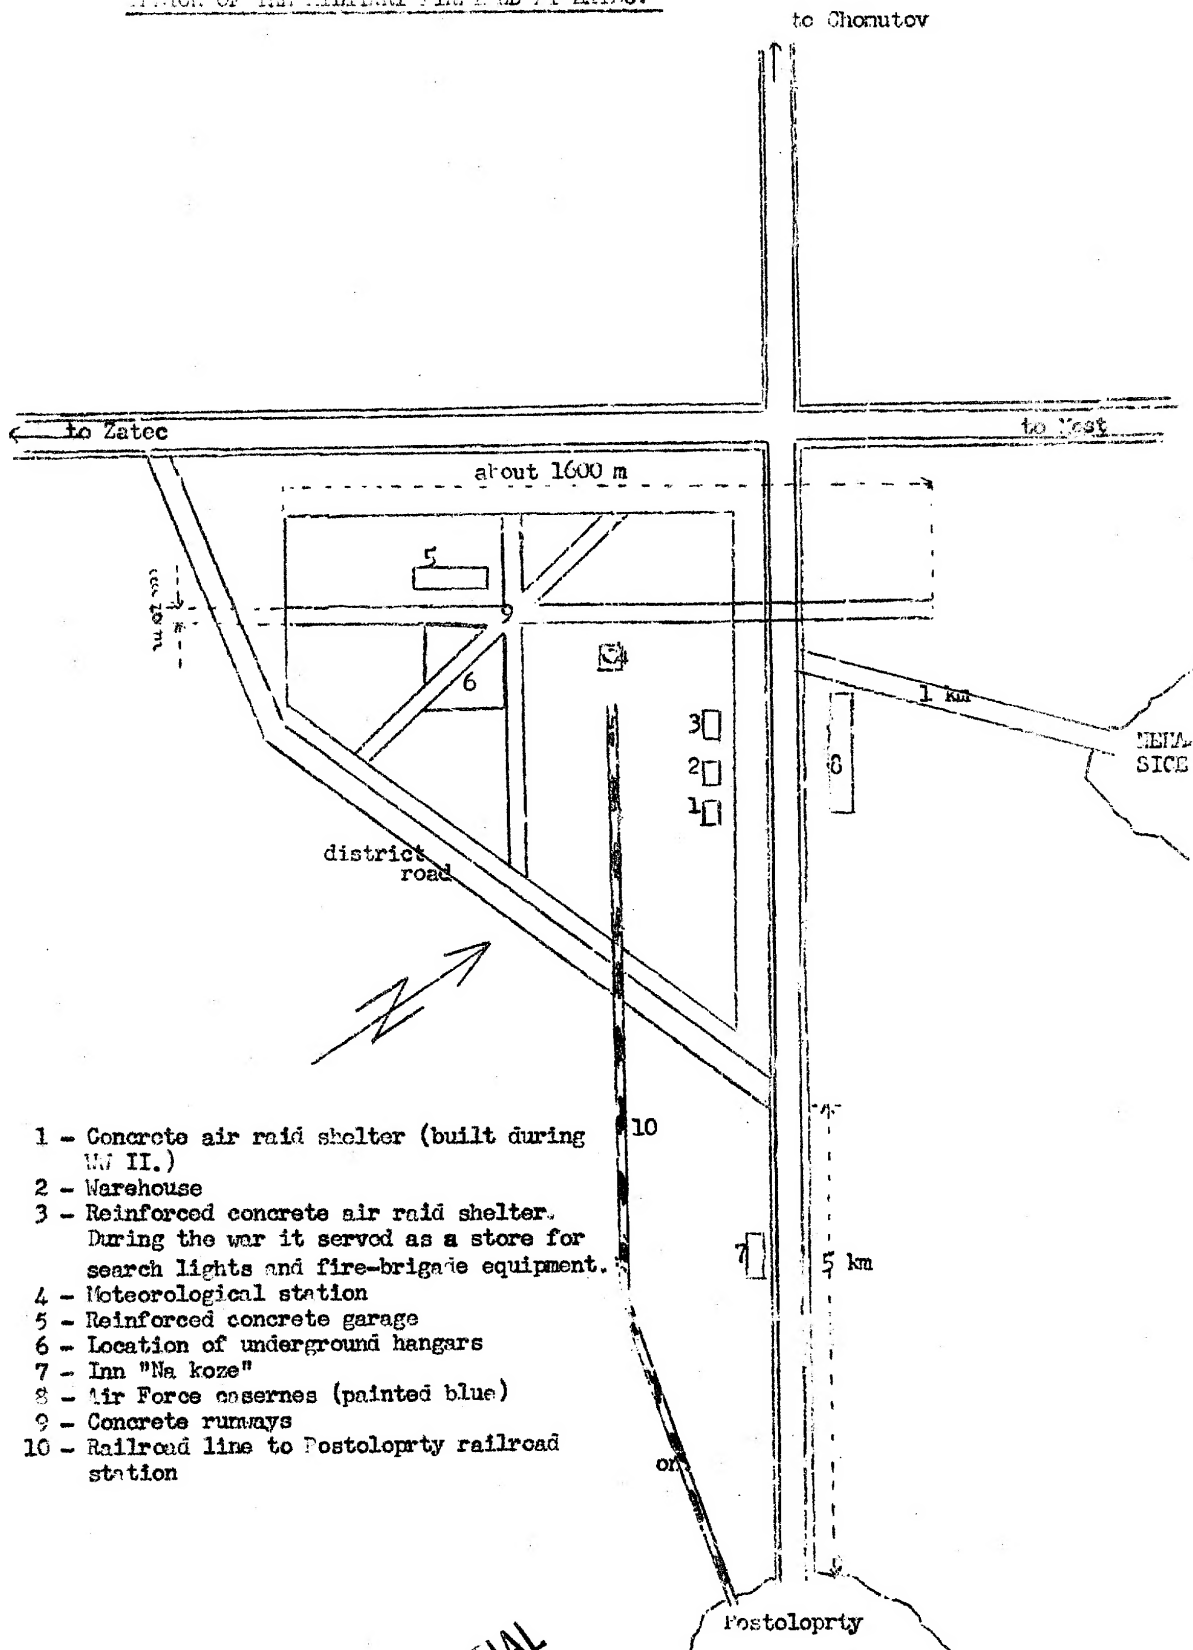 to Chomutov
to Zatec
to
about 1600 m
20 m
5
9
4
6
3
2
1
8
1 km
SICE
district
road
10
7
5 km
1 - Concrete air raid shelter (built during
II.)
2 - Warehouse
3 - Reinforced concrete air raid shelter.
During the war it served as a store for
search lights and fire-brigade equipment.
4 - Meteorological station
5 - Reinforced concrete garage
6 - Location of underground hangars
7 - Inn "Na koze"
8 - Air Force casernes (painted blue)
9 - Concrete runways
10 - Railroad line to Postoloprty railroad
station
Postoloprty